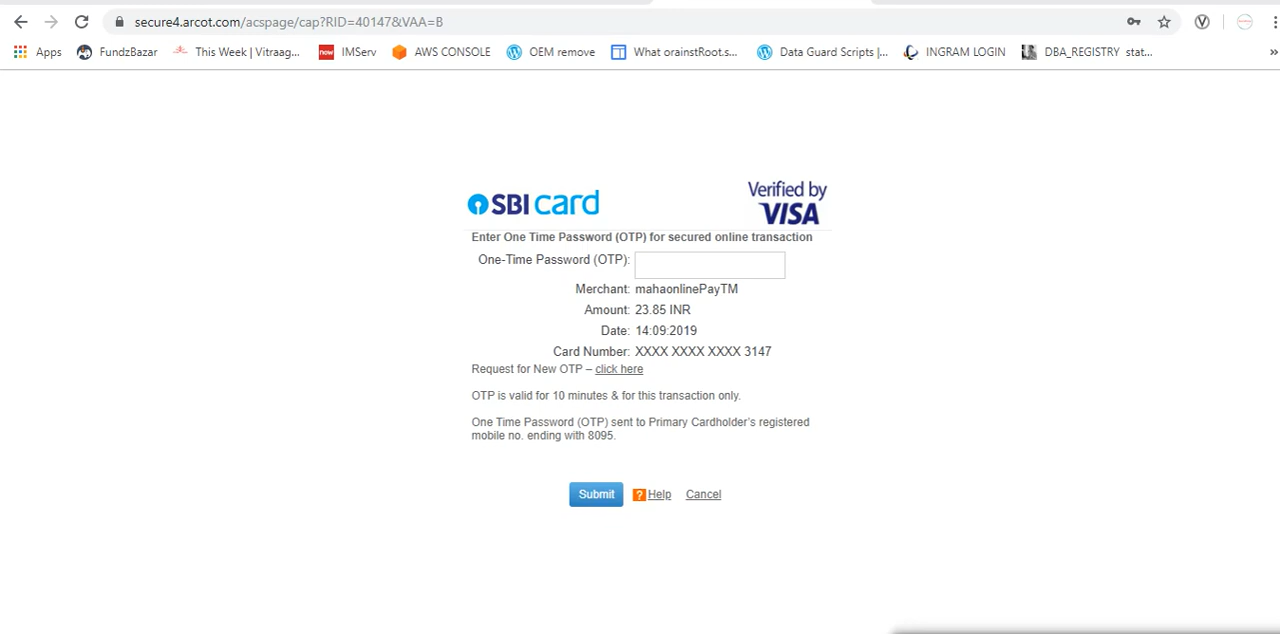 secure4.arcot.com/acspage/cap?RID=40147&VAA=B
Apps FundzBazar This Week | Vitraag... now IMServ AWS CONSOLE OEM remove What orainstRoot.s... Data Guard Scripts |... INGRAM LOGIN DBA_REGISTRY stat... »
SBI card Verified by
VISA
Enter One Time Password (OTP) for secured online transaction
One-Time Password (OTP):
Merchant: mahaonlinePayTM
Amount: 23.85 INR
Date: 14:09:2019
Card Number: XXXX XXXX XXXX 3147
Request for New OTP – click here
OTP is valid for 10 minutes & for this transaction only.
One Time Password (OTP) sent to Primary Cardholder's registered
mobile no. ending with 8095.
Submit ? Help Cancel